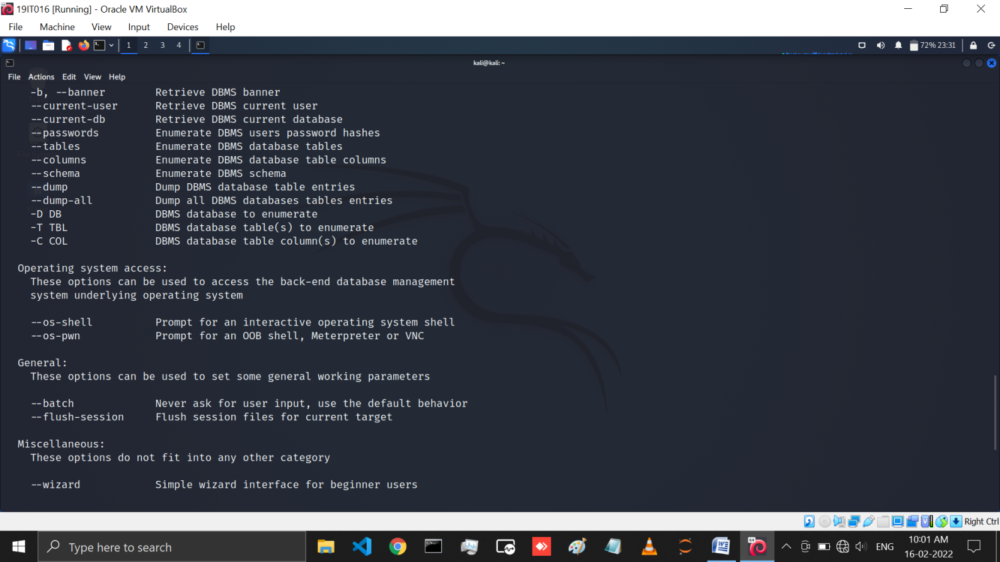 19IT016 [Running] - Oracle VM VirtualBox
File Machine View Input Devices Help
1 2 3 4 72% 23:31
kali@kali: ~
File Actions Edit View Help
-b, --banner Retrieve DBMS banner
--current-user Retrieve DBMS current user
--current-db Retrieve DBMS current database
--passwords Enumerate DBMS users password hashes
--tables Enumerate DBMS database tables
--columns Enumerate DBMS database table columns
--schema Enumerate DBMS schema
--dump Dump DBMS database table entries
--dump-all Dump all DBMS databases tables entries
-D DB DBMS database to enumerate
-T TBL DBMS database table(s) to enumerate
-C COL DBMS database table column(s) to enumerate
Operating system access:
These options can be used to access the back-end database management
system underlying operating system
--os-shell Prompt for an interactive operating system shell
--os-pwn Prompt for an OOB shell, Meterpreter or VNC
General:
These options can be used to set some general working parameters
--batch Never ask for user input, use the default behavior
--flush-session Flush session files for current target
Miscellaneous:
These options do not fit into any other category
--wizard Simple wizard interface for beginner users
Right Ctrl
Type here to search
ENG
10:01 AM
16-02-2022